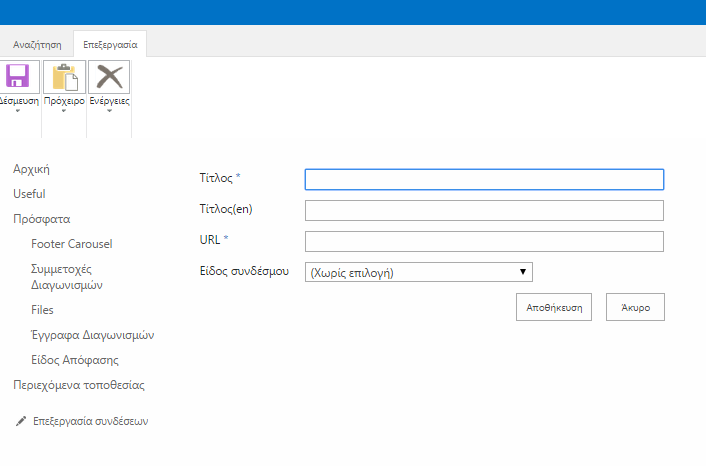 Αναζήτηση Επεξεργασία
Δέσμευση Πρόχειρο Ενέργειες
Αρχική
Useful
Πρόσφατα
Footer Carousel
Συμμετοχές
Διαγωνισμών
Files
Έγγραφα Διαγωνισμών
Είδος Απόφασης
Περιεχόμενα τοποθεσίας
Επεξεργασία συνδέσεων
Τίτλος *
Τίτλος(en)
URL *
Είδος συνδέσμου (Χωρίς επιλογή)
Αποθήκευση Άκυρο